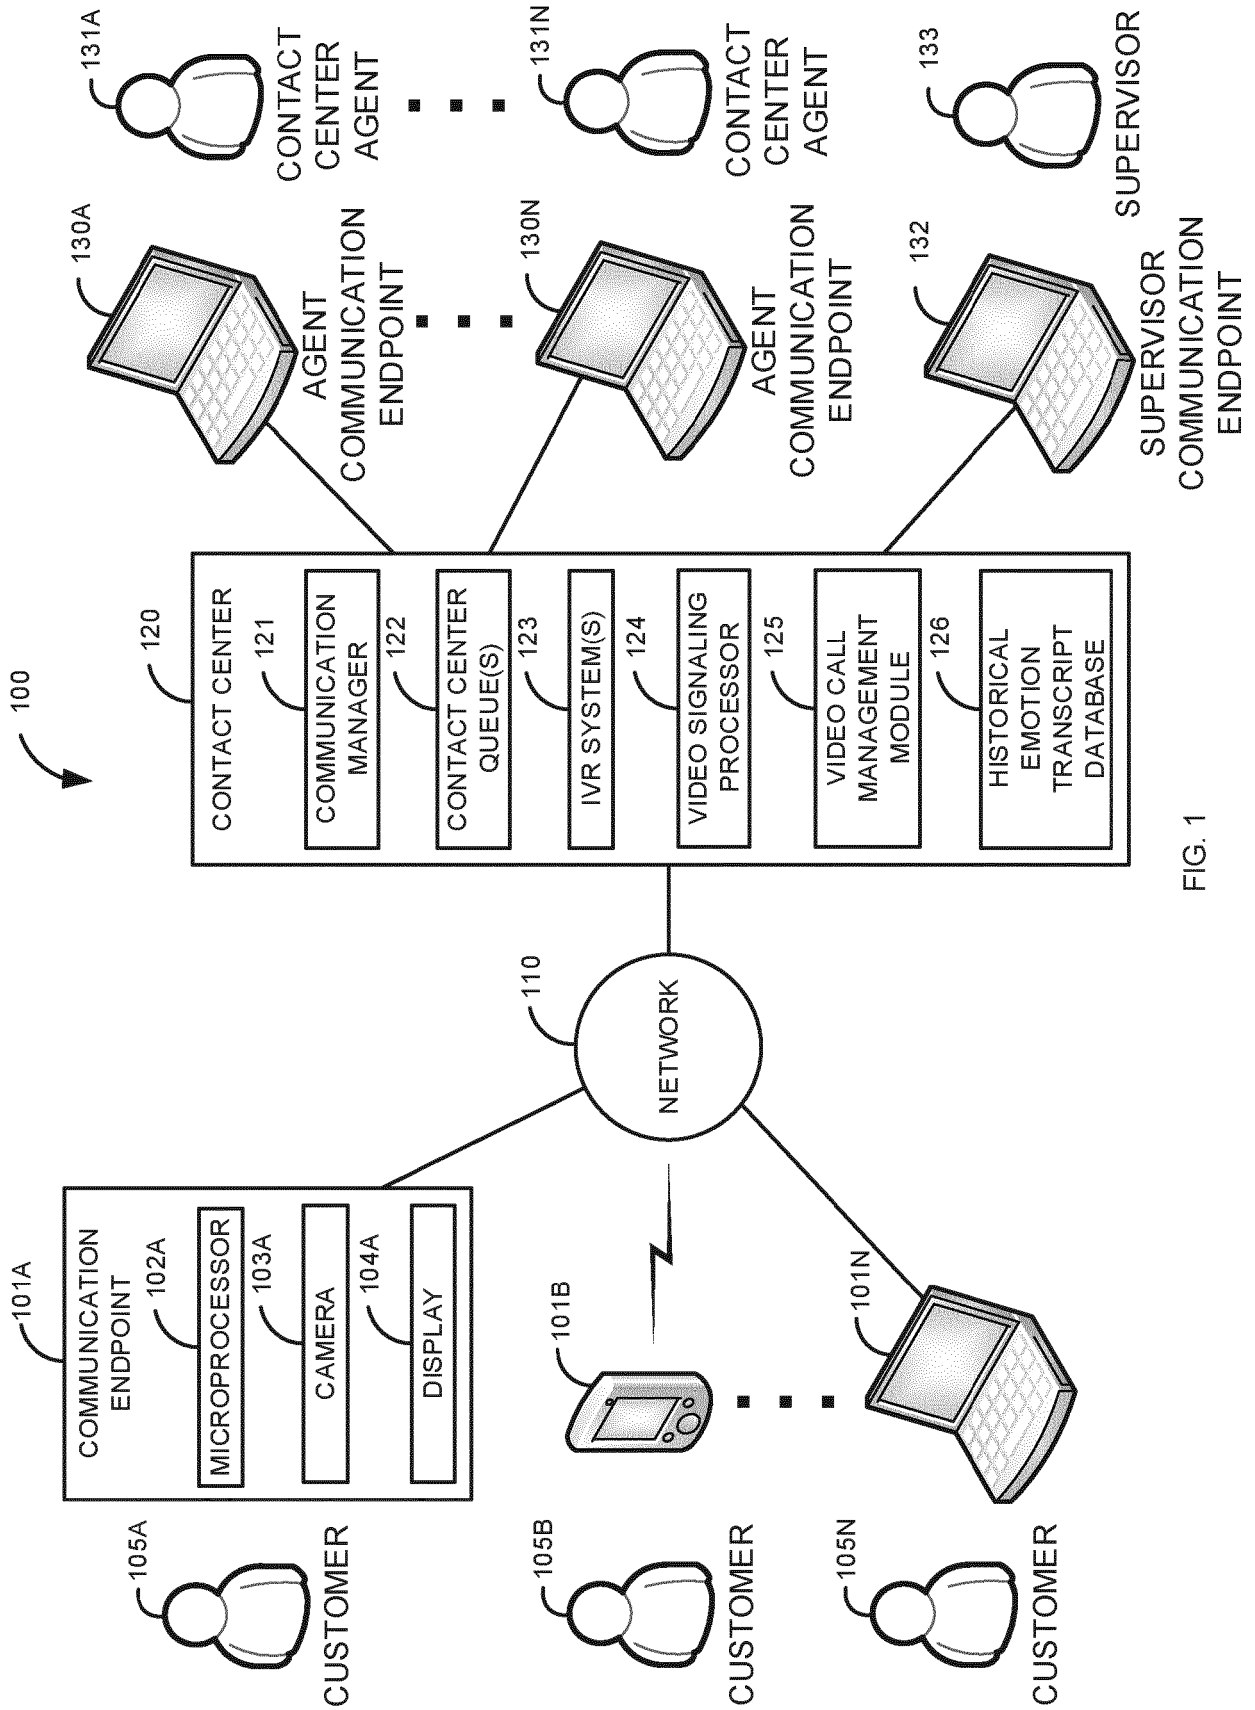 100
105A
CUSTOMER
101A
COMMUNICATION
ENDPOINT
102A
MICROPROCESSOR
103A
CAMERA
104A
DISPLAY
105B
CUSTOMER
101B
105N
CUSTOMER
101N
110
NETWORK
120
CONTACT CENTER
121
COMMUNICATION
MANAGER
122
CONTACT CENTER
QUEUE(S)
123
IVR SYSTEM(S)
124
VIDEO SIGNALING
PROCESSOR
125
VIDEO CALL
MANAGEMENT
MODULE
126
HISTORICAL
EMOTION
TRANSCRIPT
DATABASE
130A
AGENT
COMMUNICATION
ENDPOINT
131A
CONTACT
CENTER
AGENT
130N
AGENT
COMMUNICATION
ENDPOINT
131N
CONTACT
CENTER
AGENT
132
SUPERVISOR
COMMUNICATION
ENDPOINT
133
SUPERVISOR
FIG. 1